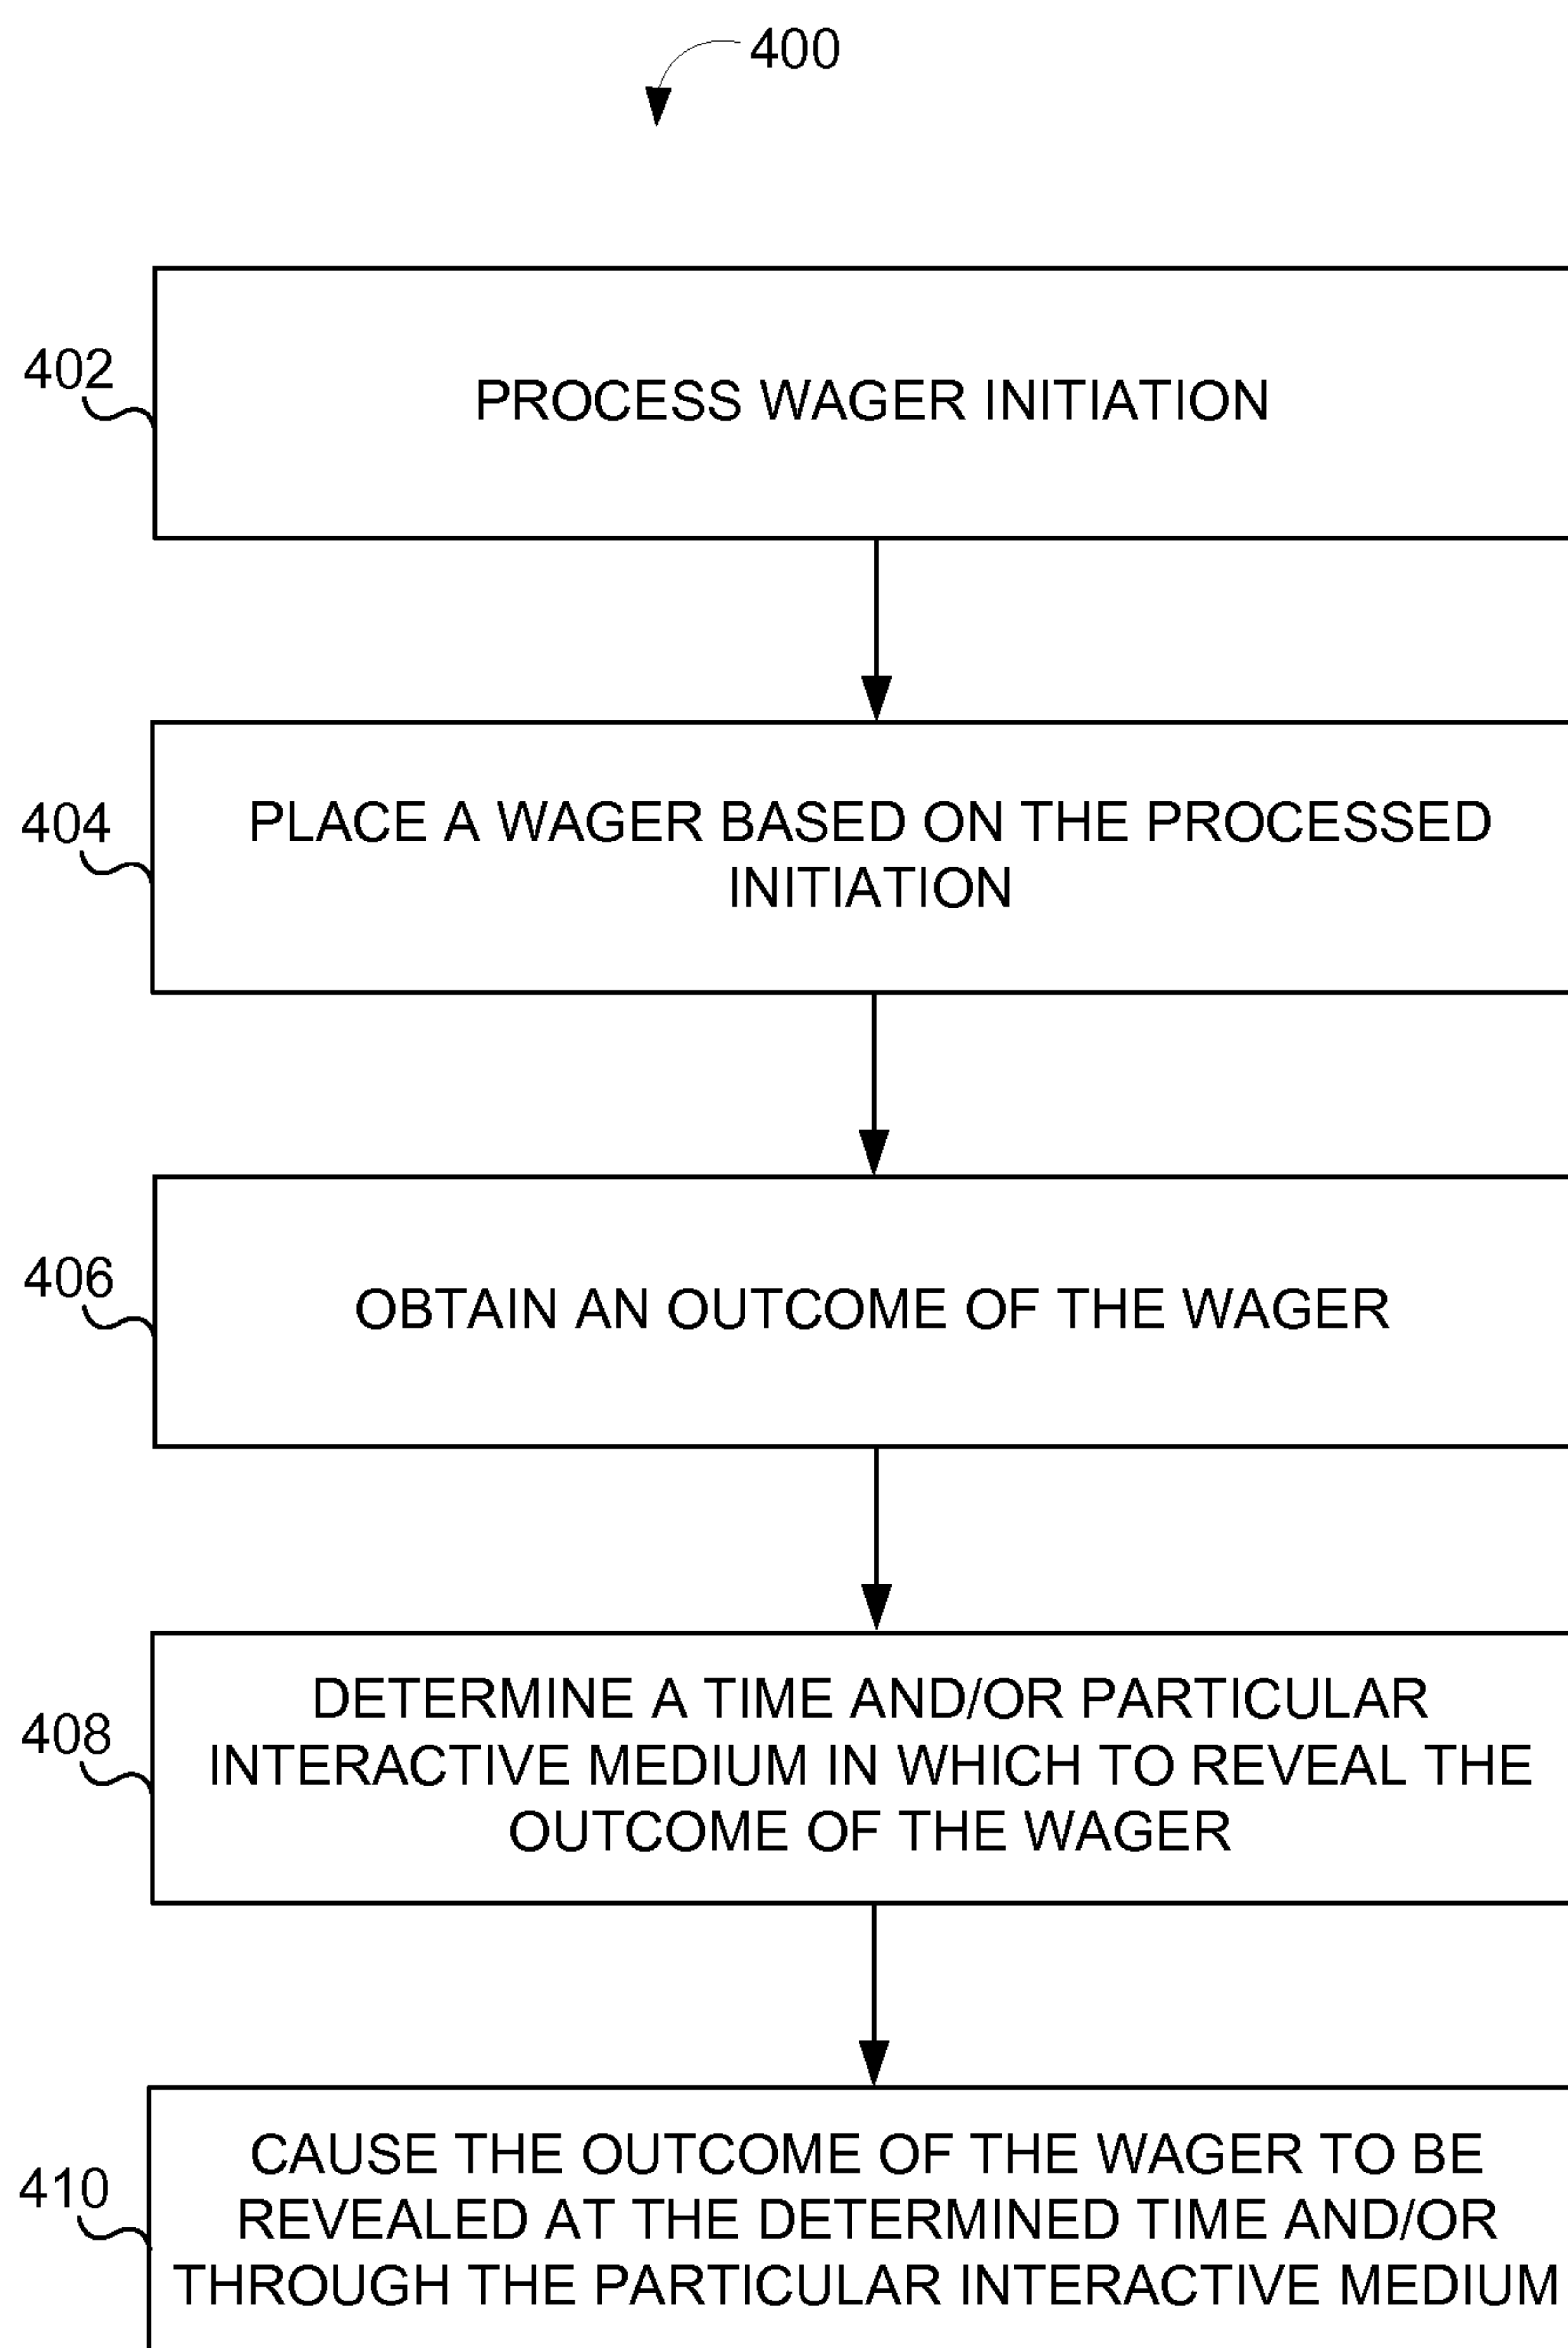 400
402
PROCESS WAGER INITIATION
404
PLACE A WAGER BASED ON THE PROCESSED
INITIATION
406
OBTAIN AN OUTCOME OF THE WAGER
408
DETERMINE A TIME AND/OR PARTICULAR
INTERACTIVE MEDIUM IN WHICH TO REVEAL THE
OUTCOME OF THE WAGER
410
CAUSE THE OUTCOME OF THE WAGER TO BE
REVEALED AT THE DETERMINED TIME AND/OR
THROUGH THE PARTICULAR INTERACTIVE MEDIUM